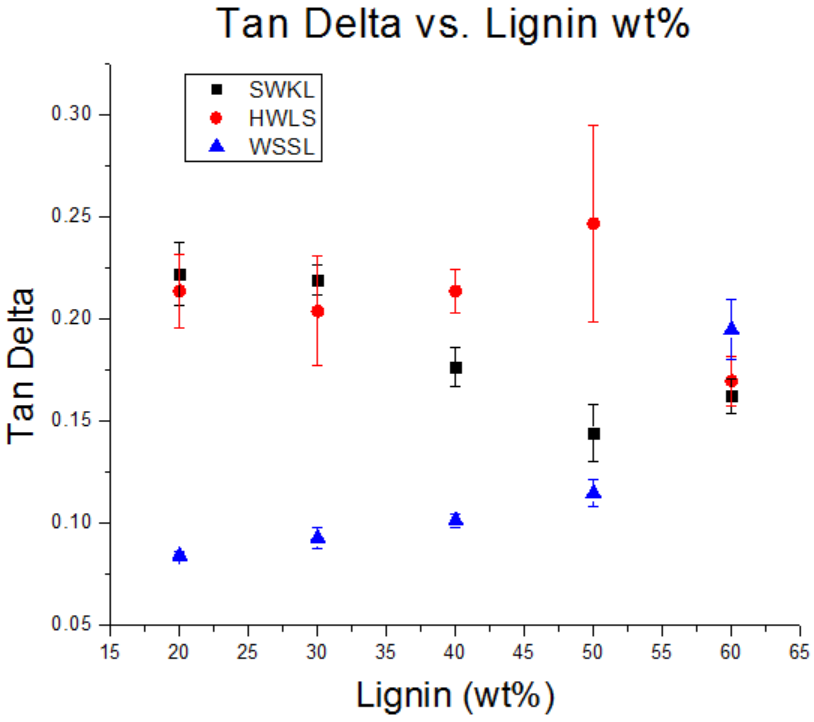 Tan Delta vs. Lignin wt%
SWKL
HWLS
WSSL
0.30
0.25
0.20
0.15
0.10
0.05
Tan Delta
15 20 25 30 35 40 45 50 55 60 65
Lignin (wt%)